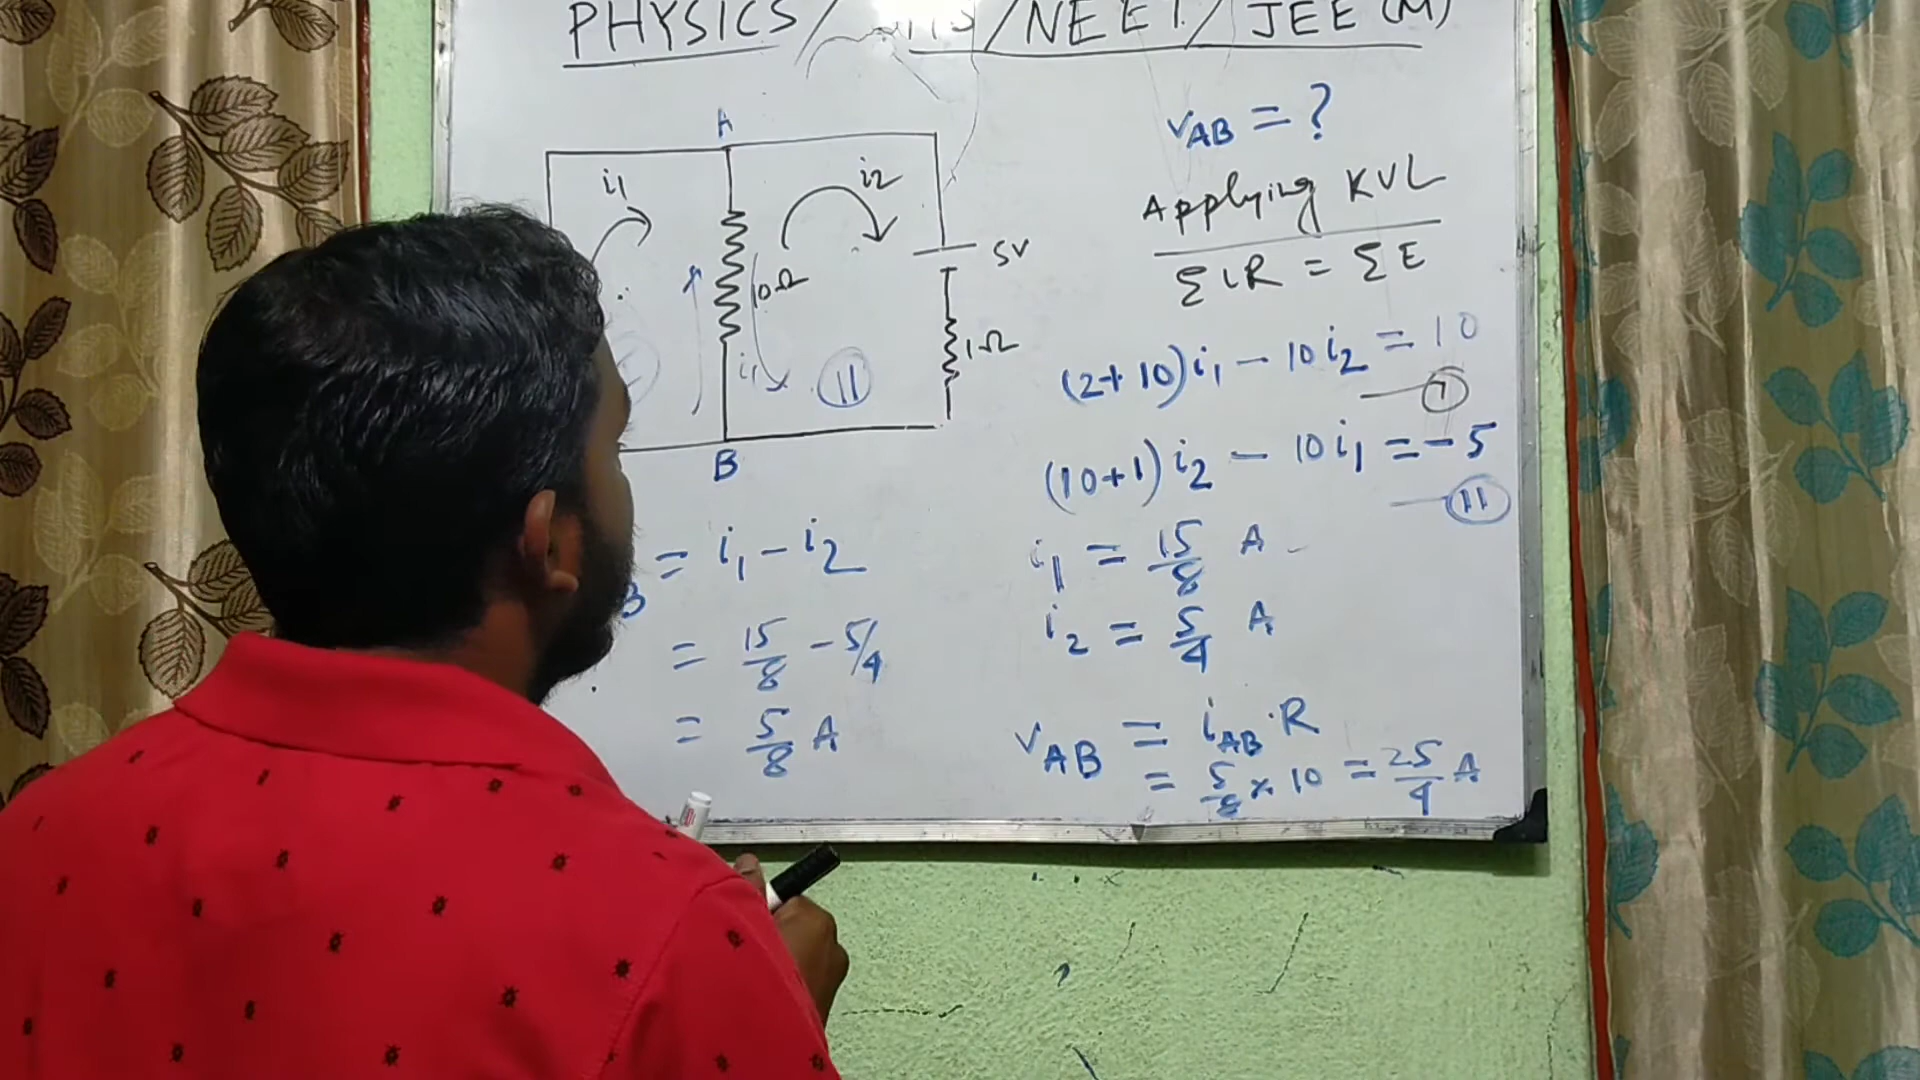 PHYSICS / /NEET/ JEE (M)
A
i1
i2
5V
10Ω
1Ω
i1
II
B
VAB = ?
Applying KVL
ΣiR = ΣE
(2+10)i1 - 10i2 = 10
I
(10+1)i2 - 10i1 = -5
II
i1 = 15/8 A
i2 = 5/4 A
VAB = iAB.R
= 5/8 × 10 = 25/4 A
B = i1 - i2
= 15/8 - 5/4
= 5/8 A